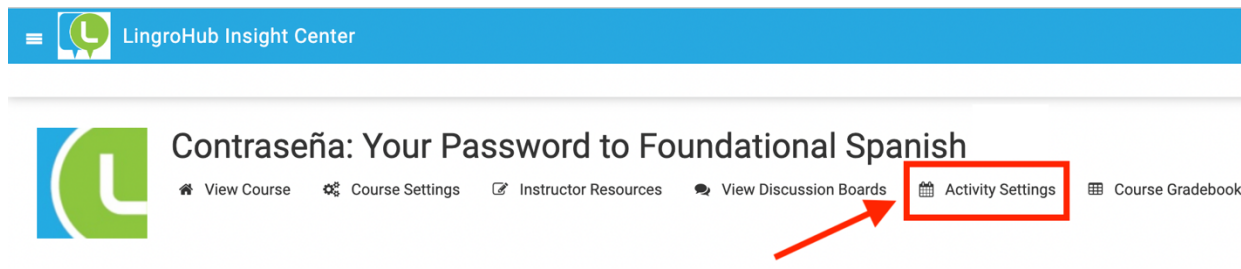 LingroHub Insight Center
Contraseña: Your Password to Foundational Spanish
View Course Course Settings Instructor Resources View Discussion Boards Activity Settings Course Gradebook